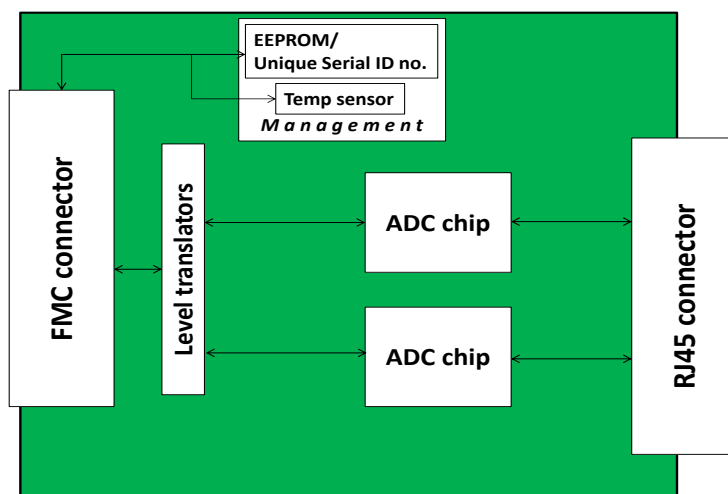 EEPROM/
Unique Serial ID no.
Temp sensor
Management
FMC connector
Level translators
ADC chip
ADC chip
RJ45 connector